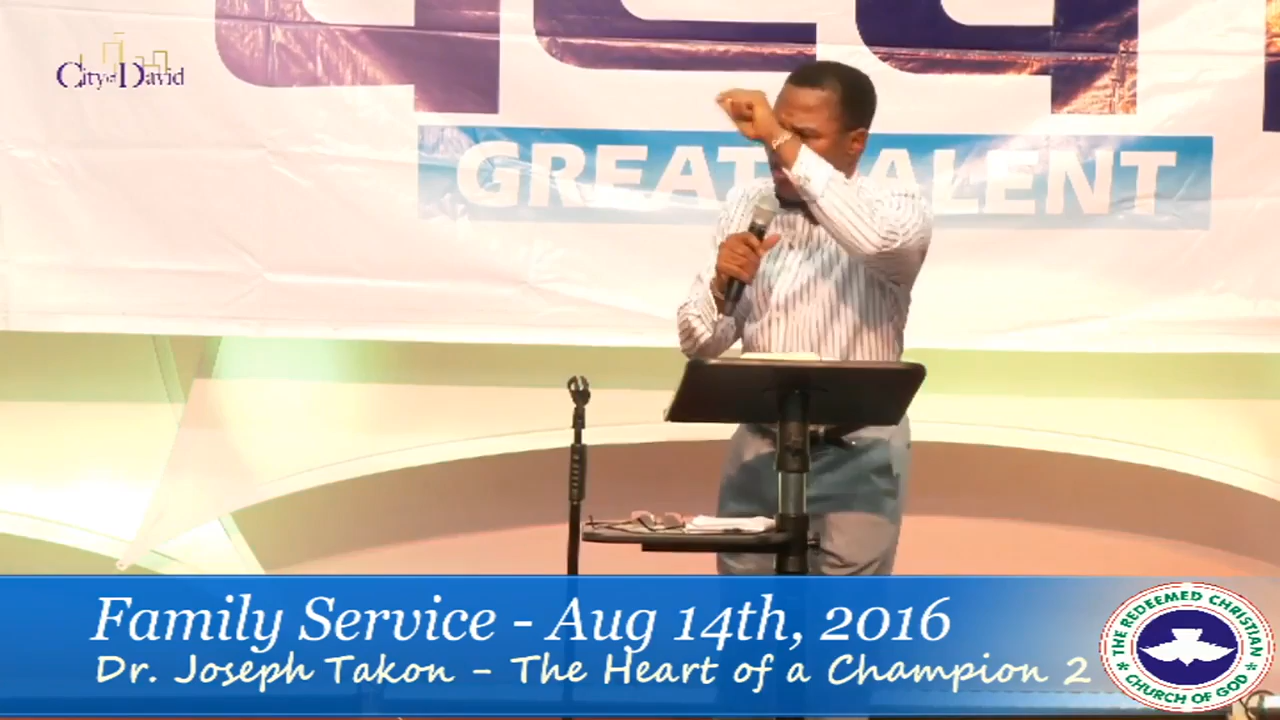 City of David
GREAT ALENT
Family Service - Aug 14th, 2016
Dr. Joseph Takon - The Heart of a Champion 2
THE REDEEMED CHRISTIAN
CHURCH OF GOD